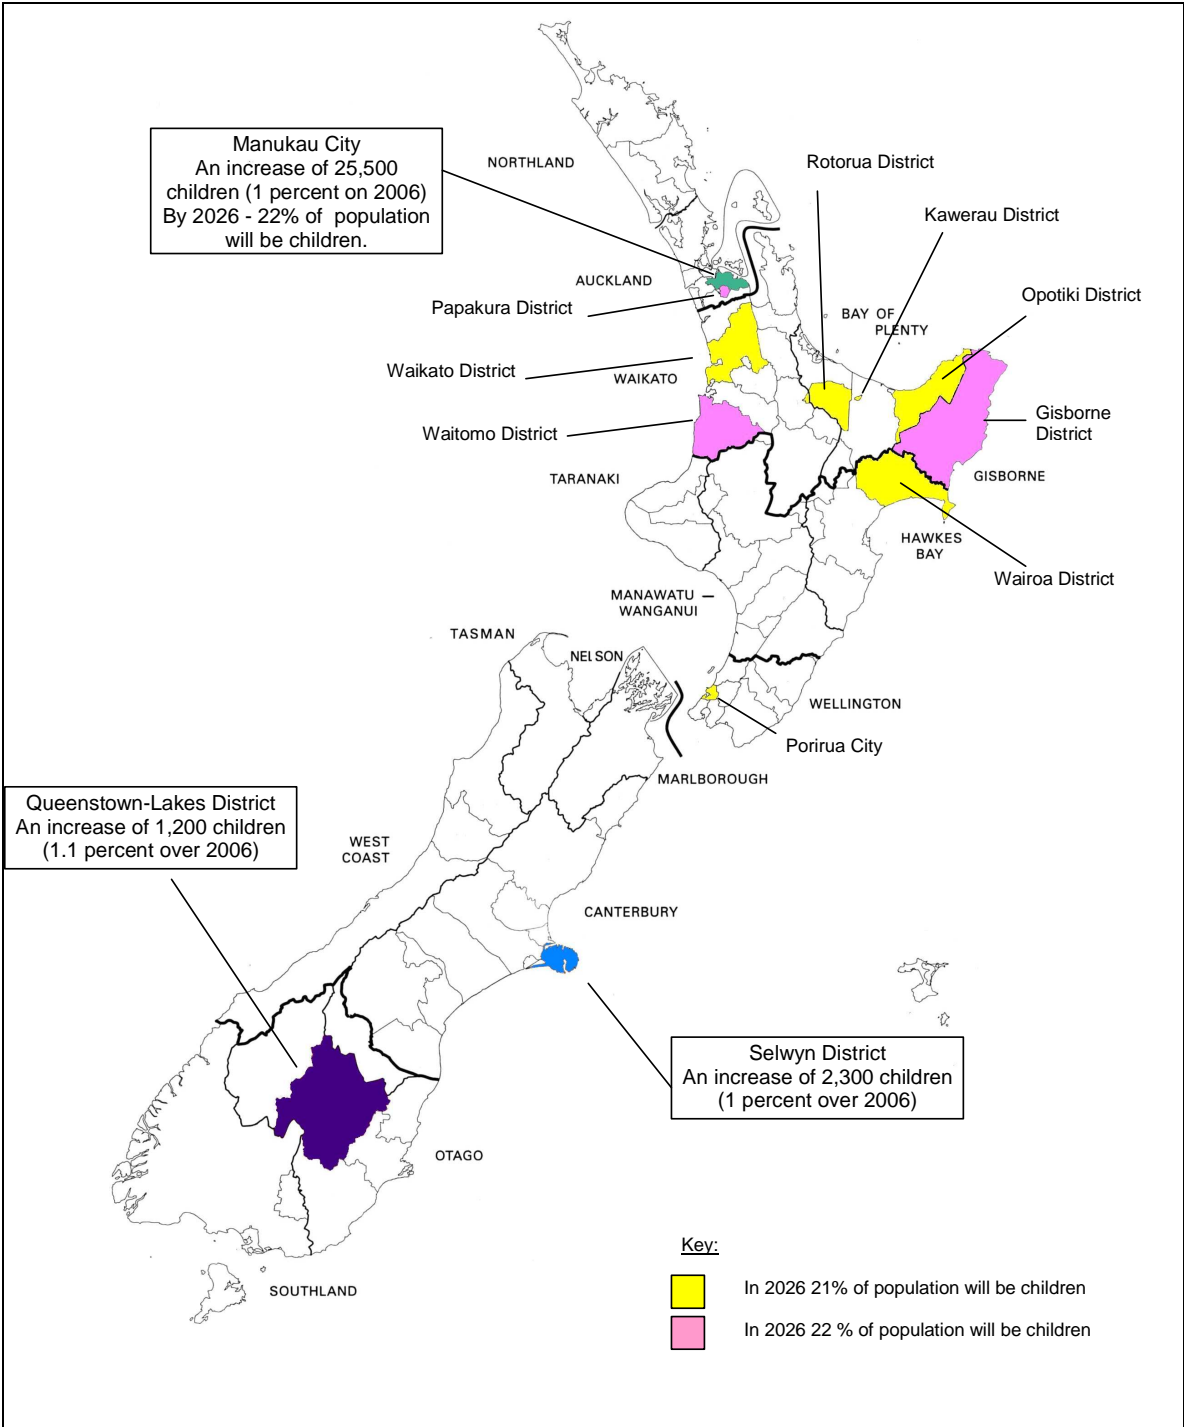 Manukau City
An increase of 25,500
children (1 percent on 2006)
By 2026 - 22% of population
will be children.
NORTHLAND
Rotorua District
Kawerau District
AUCKLAND
Opotiki District
Papakura District
BAY OF
PLENTY
Waikato District
WAIKATO
Gisborne
District
Waitomo District
TARANAKI
GISBORNE
HAWKES
BAY
Wairoa District
MANAWATU —
WANGANUI
TASMAN
NELSON
WELLINGTON
Porirua City
MARLBOROUGH
Queenstown-Lakes District
An increase of 1,200 children
(1.1 percent over 2006)
WEST
COAST
CANTERBURY
Selwyn District
An increase of 2,300 children
(1 percent over 2006)
OTAGO
SOUTHLAND
Key:
In 2026 21% of population will be children
In 2026 22 % of population will be children